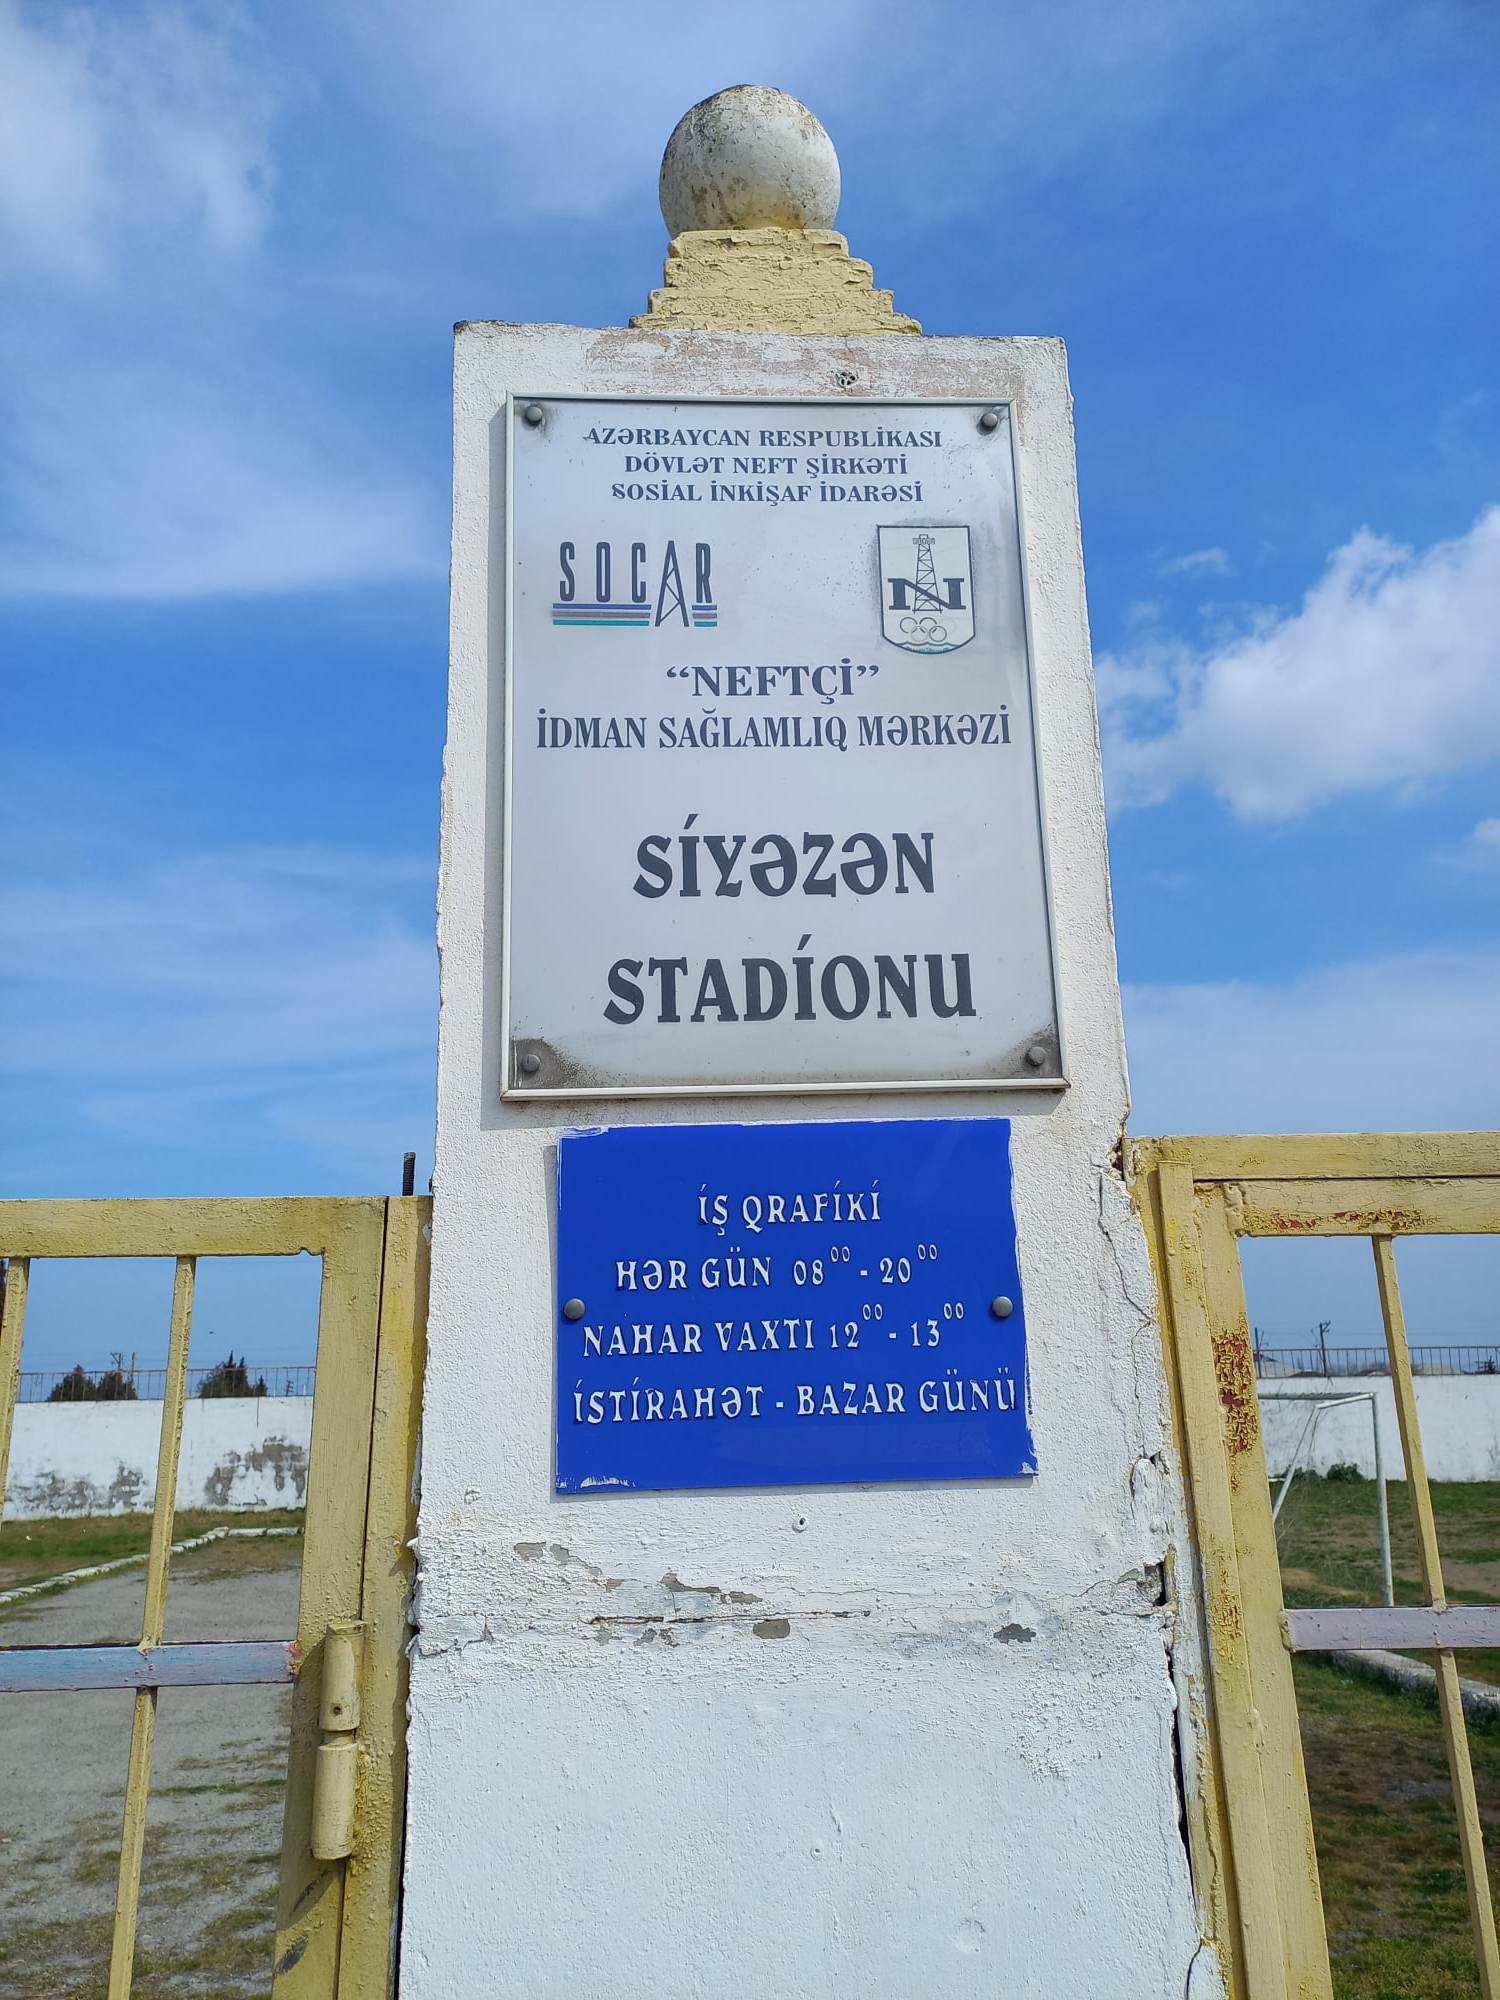 AZƏRBAYCAN RESPUBLİKASI
DÖVLƏT NEFT ŞİRKƏTİ
SOSİAL İNKİŞAF İDARƏSİ
SOCAR
N
“NEFTÇİ”
İDMAN SAĞLAMLIQ MƏRKƏZİ
SİYƏZƏN
STADİONU
İŞ QRAFİKİ
HƏR GÜN 08⁰⁰ - 20⁰⁰
NAHAR VAXTI 12⁰⁰ - 13⁰⁰
İSTİRAHƏT - BAZAR GÜNÜ